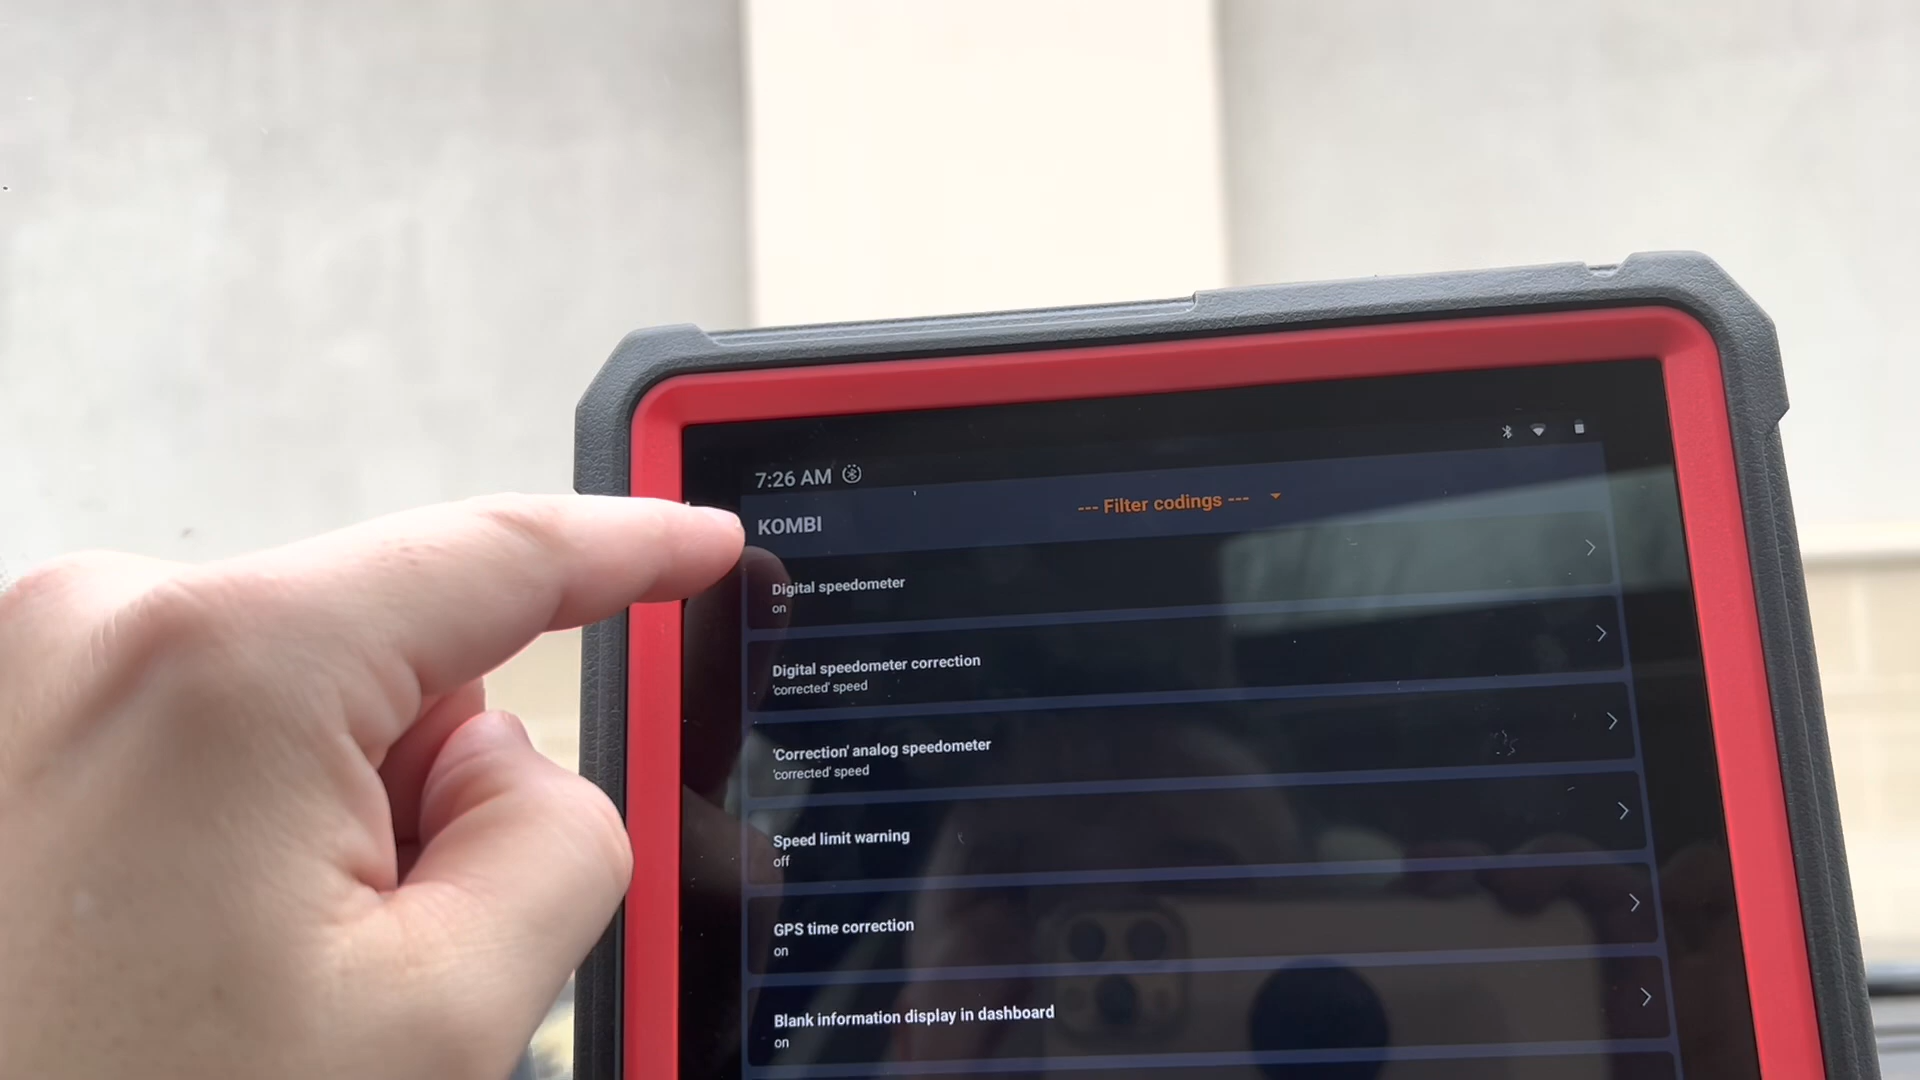 7:26 AM
--- Filter codings ---
KOMBI
Digital speedometer
on
Digital speedometer correction
'corrected' speed
'Correction' analog speedometer
'corrected' speed
Speed limit warning
off
GPS time correction
on
Blank information display in dashboard
on